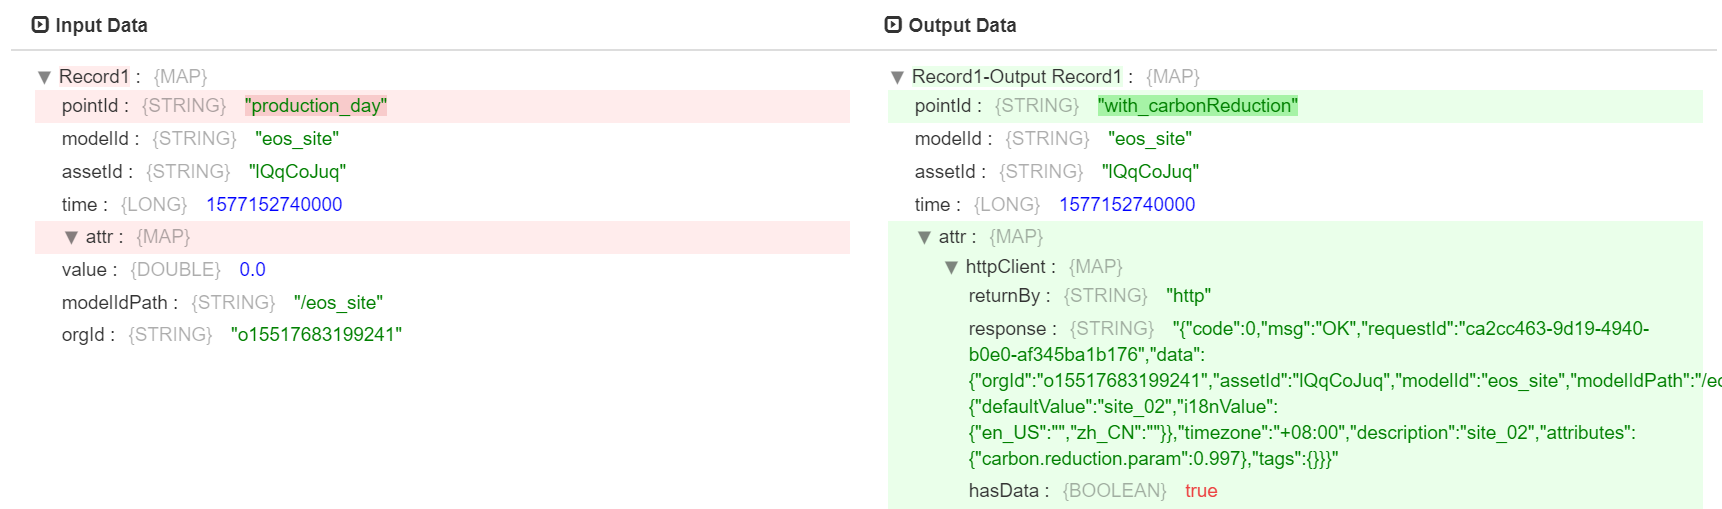 Input Data
Record1 : {MAP}
pointId : {STRING} "production_day"
modelId : {STRING} "eos_site"
assetId : {STRING} "lQqCoJuq"
time : {LONG} 1577152740000
attr : {MAP}
value : {DOUBLE} 0.0
modelIdPath : {STRING} "/eos_site"
orgId : {STRING} "o15517683199241"
Output Data
Record1-Output Record1 : {MAP}
pointId : {STRING} "with_carbonReduction"
modelId : {STRING} "eos_site"
assetId : {STRING} "lQqCoJuq"
time : {LONG} 1577152740000
attr : {MAP}
httpClient : {MAP}
returnBy : {STRING} "http"
response : {STRING} "{"code":0,"msg":"OK","requestId":"ca2cc463-9d19-4940-
b0e0-af345ba1b176","data":
{"orgId":"o15517683199241","assetId":"lQqCoJuq","modelId":"eos_site","modelIdPath":"/eo
{"defaultValue":"site_02","i18nValue":
{"en_US":"","zh_CN":""}},"timezone":"+08:00","description":"site_02","attributes":
{"carbon.reduction.param":0.997},"tags":{}}}"
hasData : {BOOLEAN} true